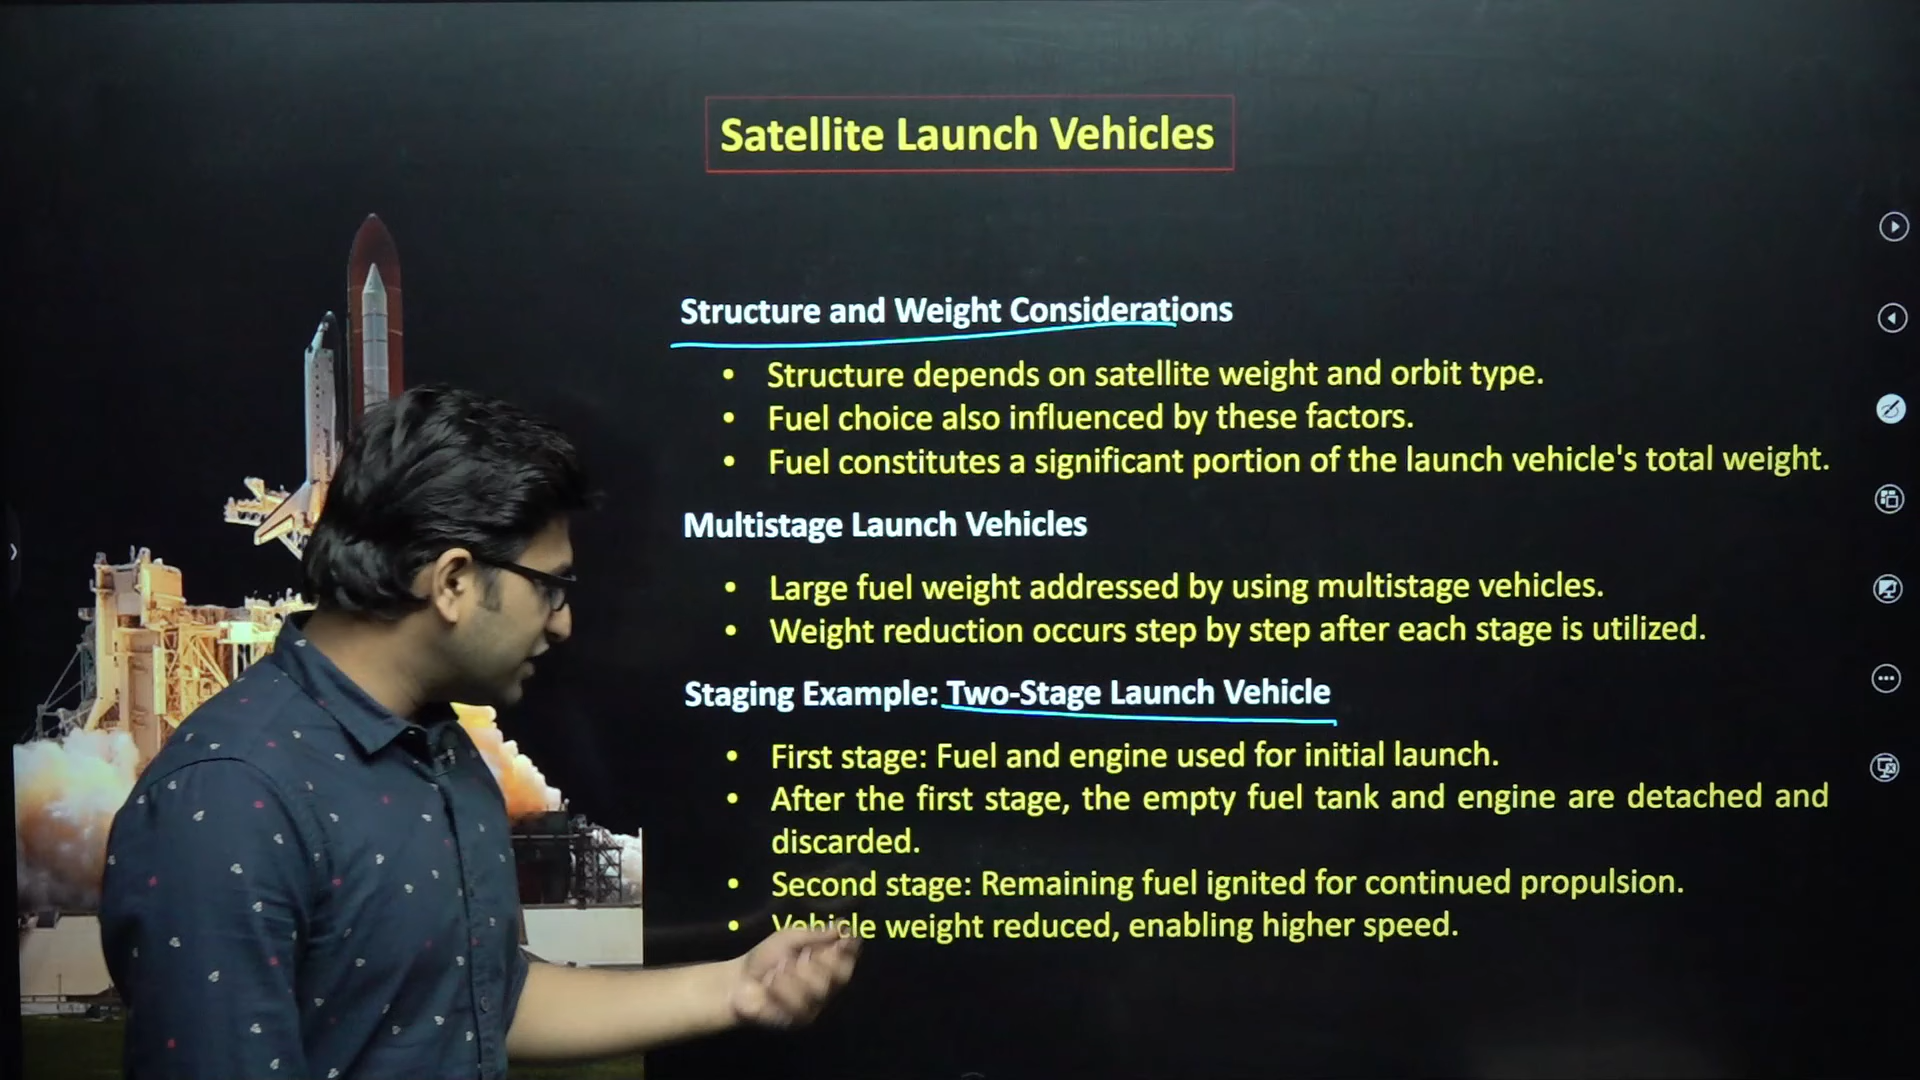 Satellite Launch Vehicles
Structure and Weight Considerations
• Structure depends on satellite weight and orbit type.
• Fuel choice also influenced by these factors.
• Fuel constitutes a significant portion of the launch vehicle's total weight.
Multistage Launch Vehicles
• Large fuel weight addressed by using multistage vehicles.
• Weight reduction occurs step by step after each stage is utilized.
Staging Example: Two-Stage Launch Vehicle
• First stage: Fuel and engine used for initial launch.
• After the first stage, the empty fuel tank and engine are detached and
discarded.
• Second stage: Remaining fuel ignited for continued propulsion.
• Vehicle weight reduced, enabling higher speed.